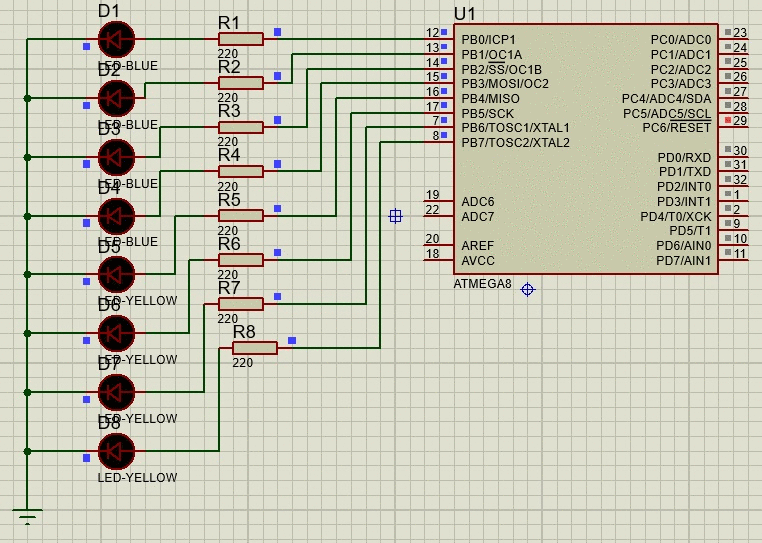 D1
LED-BLUE
D2
LED-BLUE
D3
LED-BLUE
D4
LED-BLUE
D5
LED-YELLOW
D6
LED-YELLOW
D7
LED-YELLOW
D8
LED-YELLOW
R1
220
R2
220
R3
220
R4
220
R5
220
R6
220
R7
220
R8
220
U1
12 PB0/ICP1 PC0/ADC0 23
13 PB1/OC1A PC1/ADC1 24
14 PB2/SS/OC1B PC2/ADC2 25
15 PB3/MOSI/OC2 PC3/ADC3 26
16 PB4/MISO PC4/ADC4/SDA 27
17 PB5/SCK PC5/ADC5/SCL 28
7 PB6/TOSC1/XTAL1 PC6/RESET 29
8 PB7/TOSC2/XTAL2
PD0/RXD 30
PD1/TXD 31
PD2/INT0 32
19 ADC6 PD3/INT1 1
22 ADC7 PD4/T0/XCK 2
PD5/T1 9
20 AREF PD6/AIN0 10
18 AVCC PD7/AIN1 11
ATMEGA8